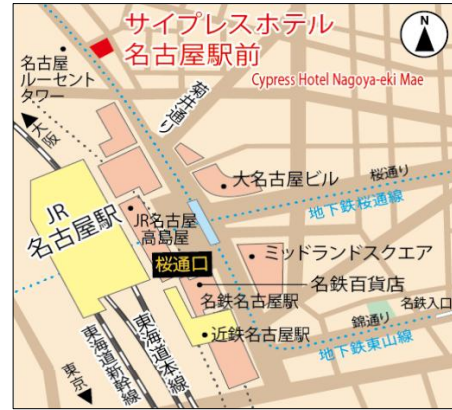 サイプレスホテル
名古屋駅前
Cypress Hotel Nagoya-eki Mae
N
名古屋
ルーセント
タワー
大阪
菊井通り
大名古屋ビル
桜通り
地下鉄桜通線
JR
名古屋駅
JR名古屋
高島屋
桜通口
ミッドランドスクエア
名鉄百貨店
名鉄名古屋駅
名鉄入口
錦通り
近鉄名古屋駅
地下鉄東山線
東海道新幹線
東海道本線
東京